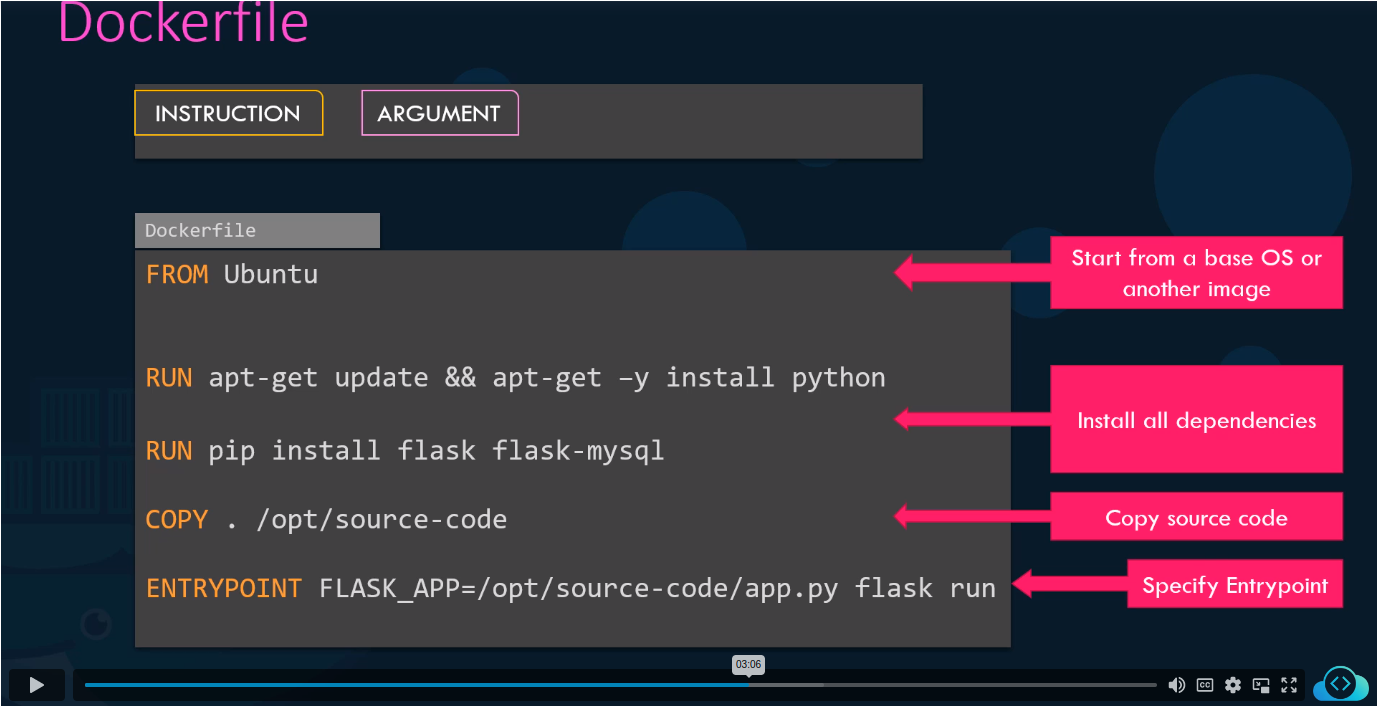 Dockerfile
INSTRUCTION ARGUMENT
Dockerfile
FROM Ubuntu
Start from a base OS or
another image
RUN apt-get update && apt-get –y install python
RUN pip install flask flask-mysql
Install all dependencies
COPY . /opt/source-code
Copy source code
ENTRYPOINT FLASK_APP=/opt/source-code/app.py flask run
Specify Entrypoint
03:06
CC